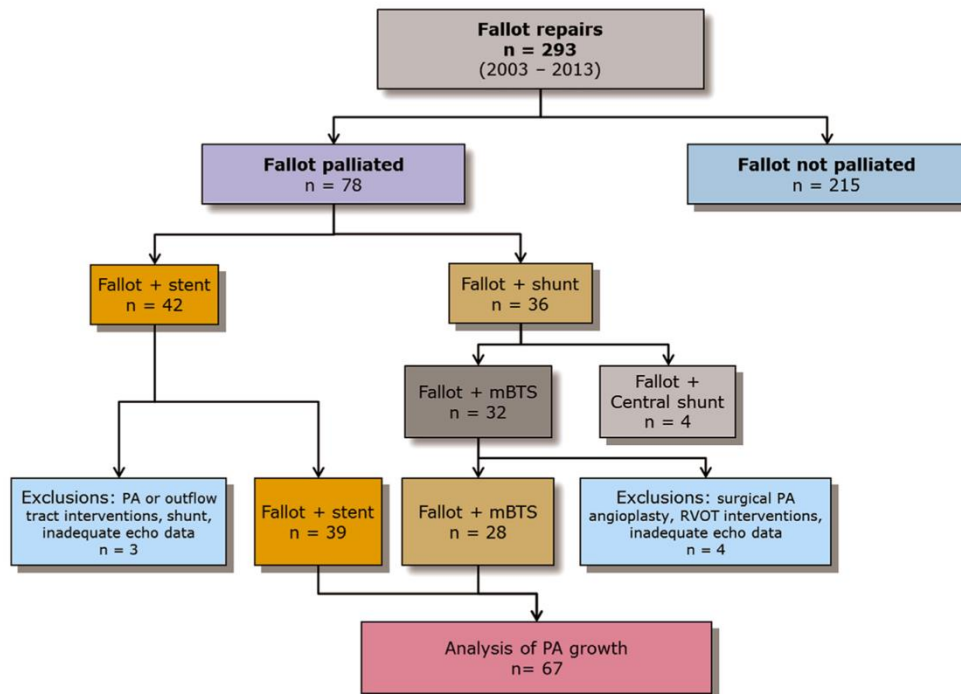 Fallot repairs
n = 293
(2003 – 2013)
Fallot palliated
n = 78
Fallot not palliated
n = 215
Fallot + stent
n = 42
Fallot + shunt
n = 36
Fallot + mBTS
n = 32
Fallot +
Central shunt
n = 4
Exclusions: PA or outflow
tract interventions, shunt,
inadequate echo data
n = 3
Fallot + stent
n = 39
Fallot + mBTS
n = 28
Exclusions: surgical PA
angioplasty, RVOT interventions,
inadequate echo data
n = 4
Analysis of PA growth
n= 67